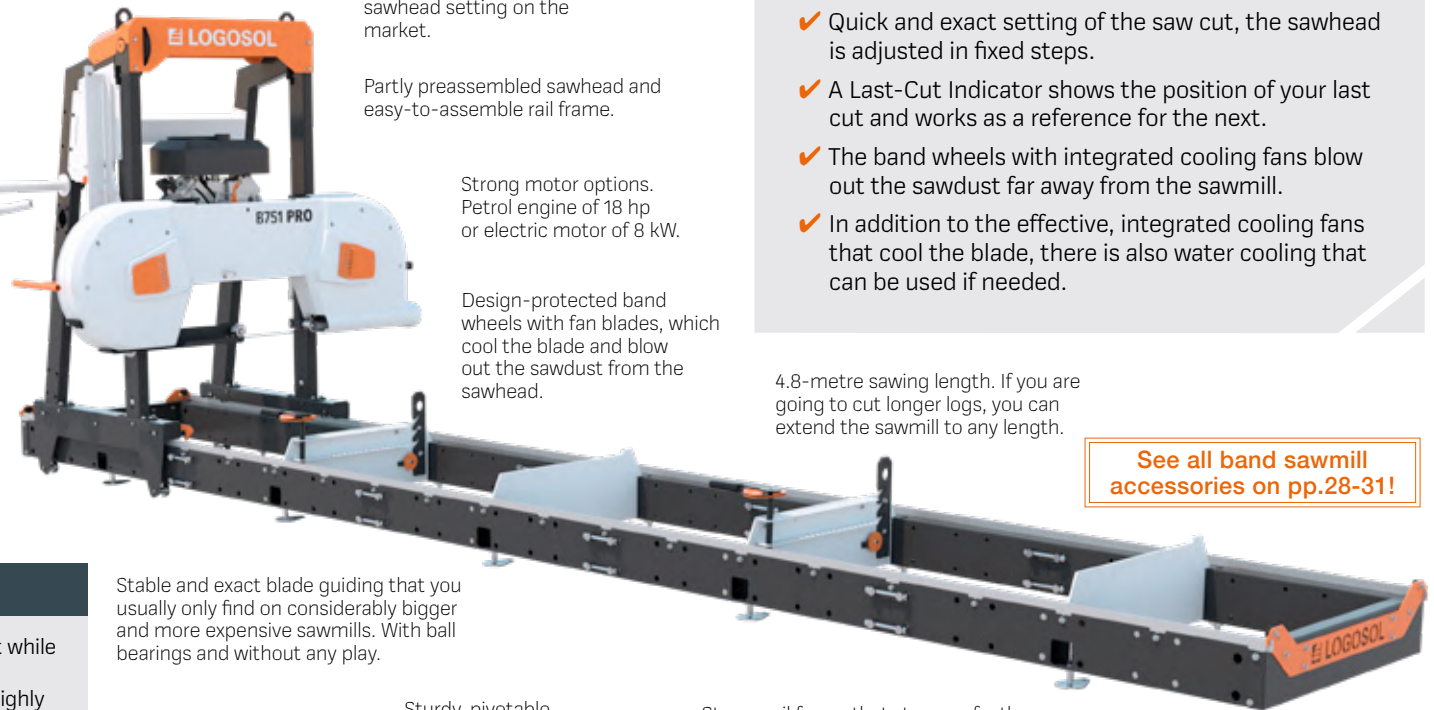 sawhead setting on the
market.
Partly preassembled sawhead and
easy-to-assemble rail frame.
Strong motor options.
Petrol engine of 18 hp
or electric motor of 8 kW.
Design-protected band
wheels with fan blades, which
cool the blade and blow
out the sawdust from the
sawhead.
✔ Quick and exact setting of the saw cut, the sawhead
is adjusted in fixed steps.
✔ A Last-Cut Indicator shows the position of your last
cut and works as a reference for the next.
✔ The band wheels with integrated cooling fans blow
out the sawdust far away from the sawmill.
✔ In addition to the effective, integrated cooling fans
that cool the blade, there is also water cooling that
can be used if needed.
LOGOSOL
B751 PRO
4.8-metre sawing length. If you are
going to cut longer logs, you can
extend the sawmill to any length.
See all band sawmill
accessories on pp.28-31!
LOGOSOL
Stable and exact blade guiding that you
usually only find on considerably bigger
and more expensive sawmills. With ball
bearings and without any play.
while
Sturdy, pivotable